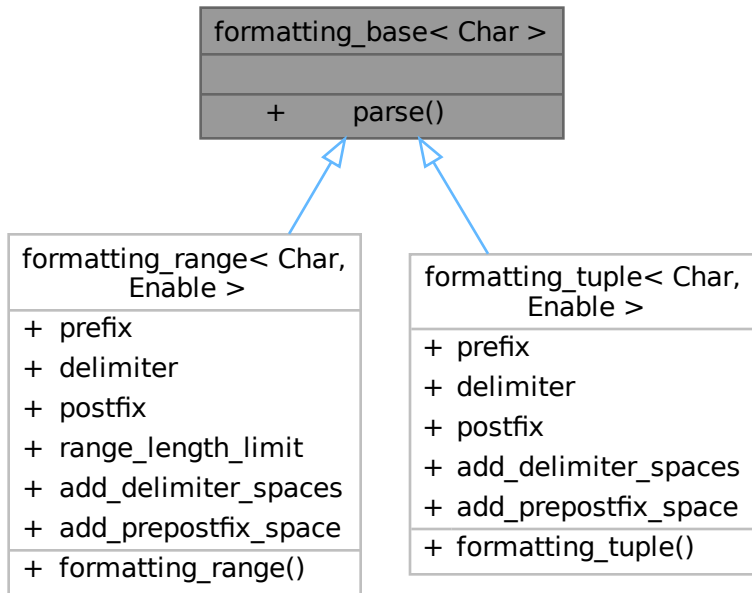 formatting_base< Char >
+ parse()
formatting_range< Char,
Enable >
+ prefix
+ delimiter
+ postfix
+ range_length_limit
+ add_delimiter_spaces
+ add_prepostfix_space
+ formatting_range()
formatting_tuple< Char,
Enable >
+ prefix
+ delimiter
+ postfix
+ add_delimiter_spaces
+ add_prepostfix_space
+ formatting_tuple()